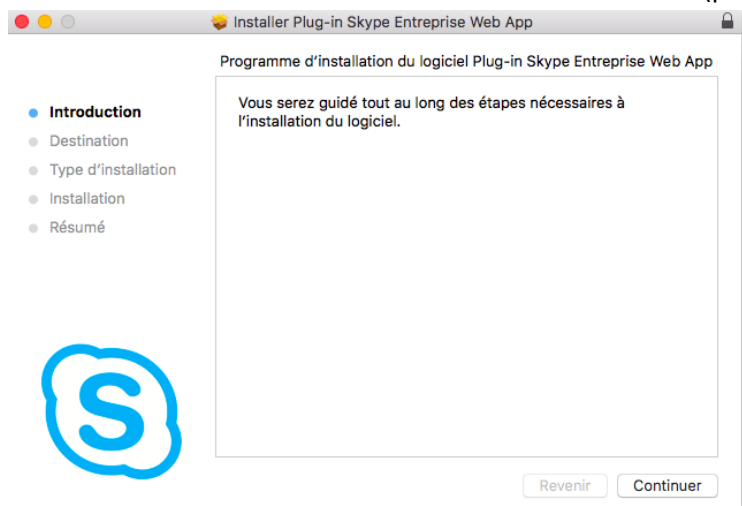 Installer Plug-in Skype Entreprise Web App
Programme d'installation du logiciel Plug-in Skype Entreprise Web App
Introduction
Destination
Type d'installation
Installation
Résumé
Vous serez guidé tout au long des étapes nécessaires à
l'installation du logiciel.
S
Revenir
Continuer